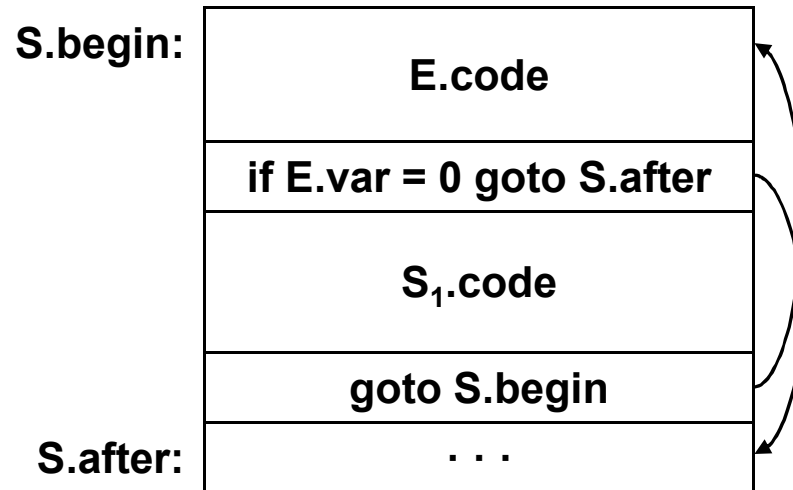 S.begin:
E.code
if E.var = 0 goto S.after
S₁.code
goto S.begin
S.after:
. . .